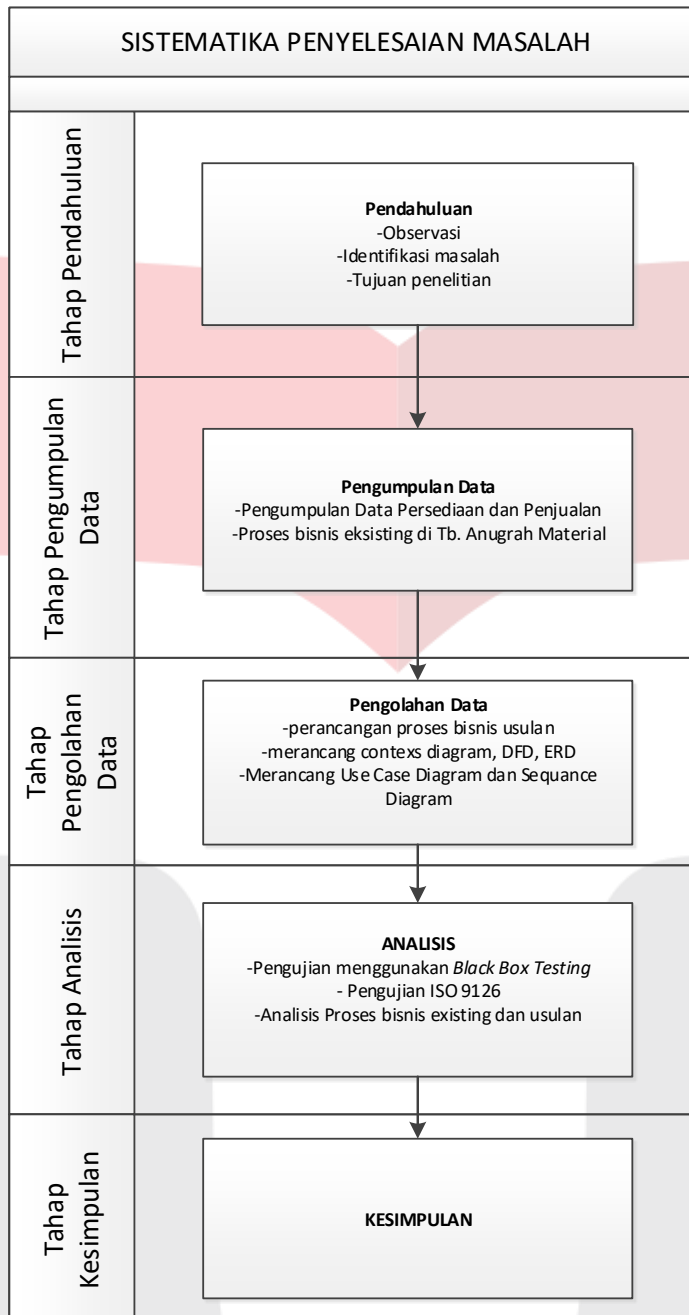 SISTEMATIKA PENYELESAIAN MASALAH
Tahap Pendahuluan
Pendahuluan
-Observasi
-Identifikasi masalah
-Tujuan penelitian
Tahap Pengumpulan
Data
Pengumpulan Data
-Pengumpulan Data Persediaan dan Penjualan
-Proses bisnis eksisting di Tb. Anugrah Material
Tahap
Pengolahan
Data
Pengolahan Data
-perancangan proses bisnis usulan
-merancang contexs diagram, DFD, ERD
-Merancang Use Case Diagram dan Sequance
Diagram
Tahap Analisis
ANALISIS
-Pengujian menggunakan Black Box Testing
- Pengujian ISO 9126
-Analisis Proses bisnis existing dan usulan
Tahap
Kesimpulan
KESIMPULAN